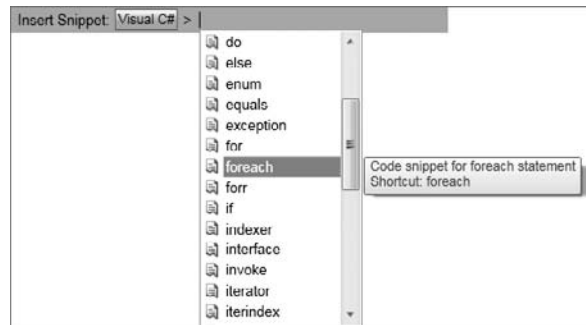 Insert Snippet: Visual C# >
do
else
enum
equals
exception
for
foreach
Code snippet for foreach statement
Shortcut: foreach
forr
if
indexer
interface
invoke
iterator
iterindex